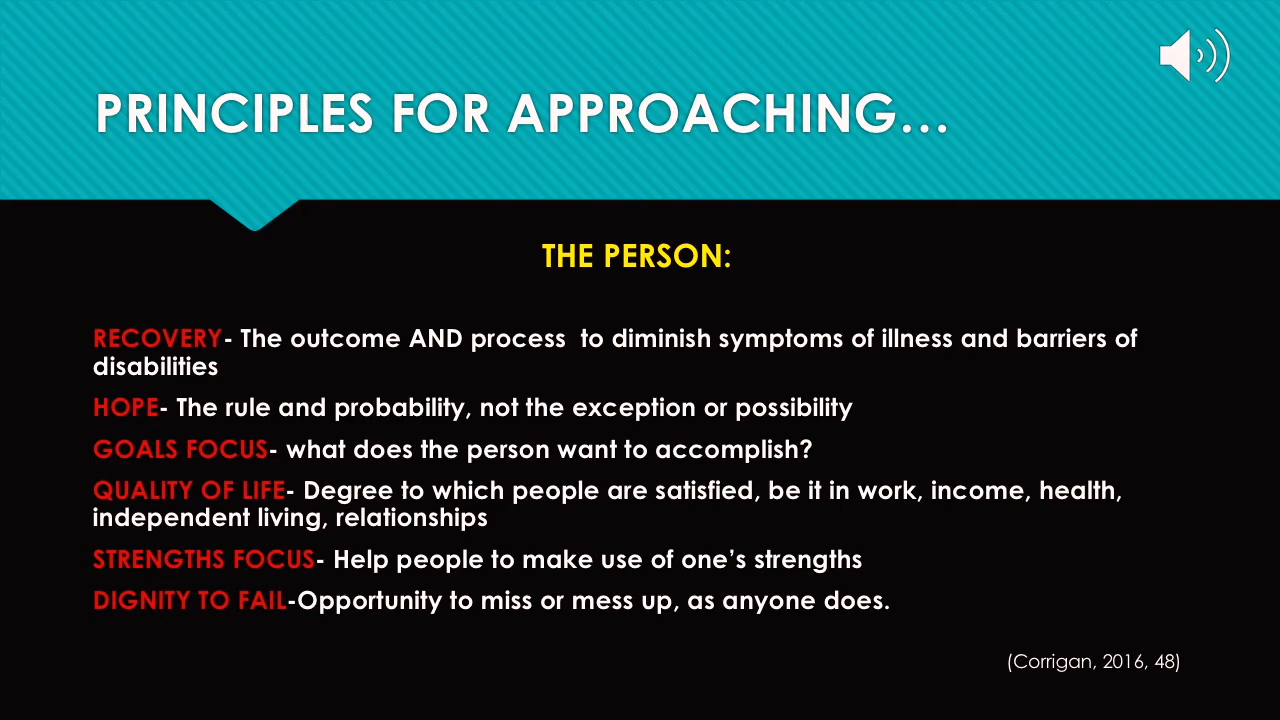 PRINCIPLES FOR APPROACHING…
THE PERSON:
RECOVERY- The outcome AND process  to diminish symptoms of illness and barriers of
disabilities
HOPE- The rule and probability, not the exception or possibility
GOALS FOCUS- what does the person want to accomplish?
QUALITY OF LIFE- Degree to which people are satisfied, be it in work, income, health,
independent living, relationships
STRENGTHS FOCUS- Help people to make use of one’s strengths
DIGNITY TO FAIL-Opportunity to miss or mess up, as anyone does.
(Corrigan, 2016, 48)